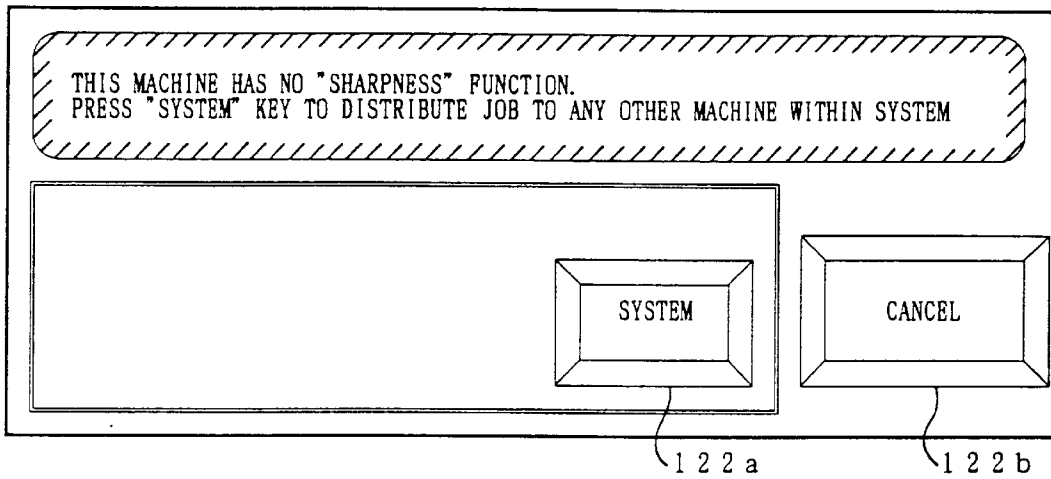 THIS MACHINE HAS NO "SHARPNESS" FUNCTION.
PRESS "SYSTEM" KEY TO DISTRIBUTE JOB TO ANY OTHER MACHINE WITHIN SYSTEM
SYSTEM
CANCEL
122a
122b